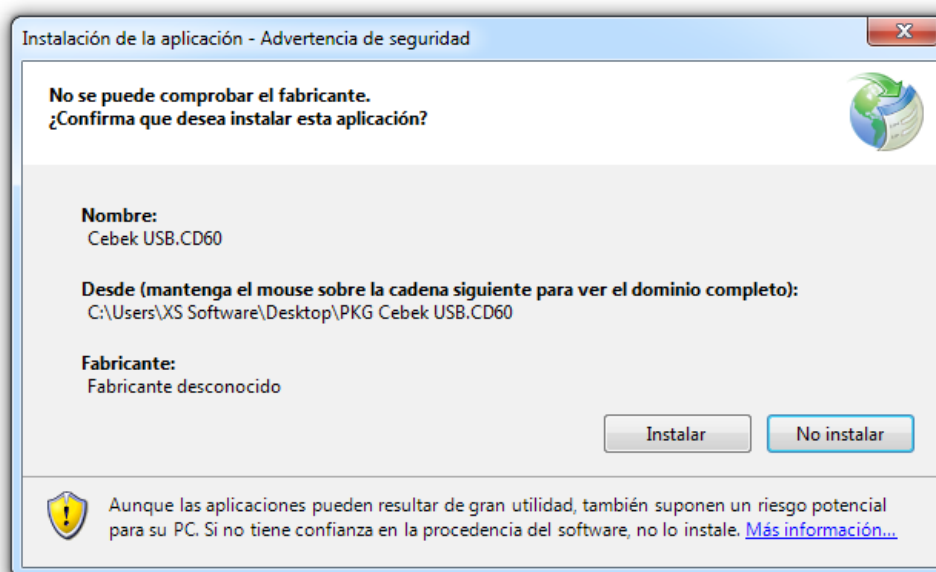 Instalación de la aplicación - Advertencia de seguridad
No se puede comprobar el fabricante.
¿Confirma que desea instalar esta aplicación?
Nombre:
Cebek USB.CD60
Desde (mantenga el mouse sobre la cadena siguiente para ver el dominio completo):
C:\Users\XS Software\Desktop\PKG Cebek USB.CD60
Fabricante:
Fabricante desconocido
Instalar No instalar
Aunque las aplicaciones pueden resultar de gran utilidad, también suponen un riesgo potencial
para su PC. Si no tiene confianza en la procedencia del software, no lo instale. Más información...